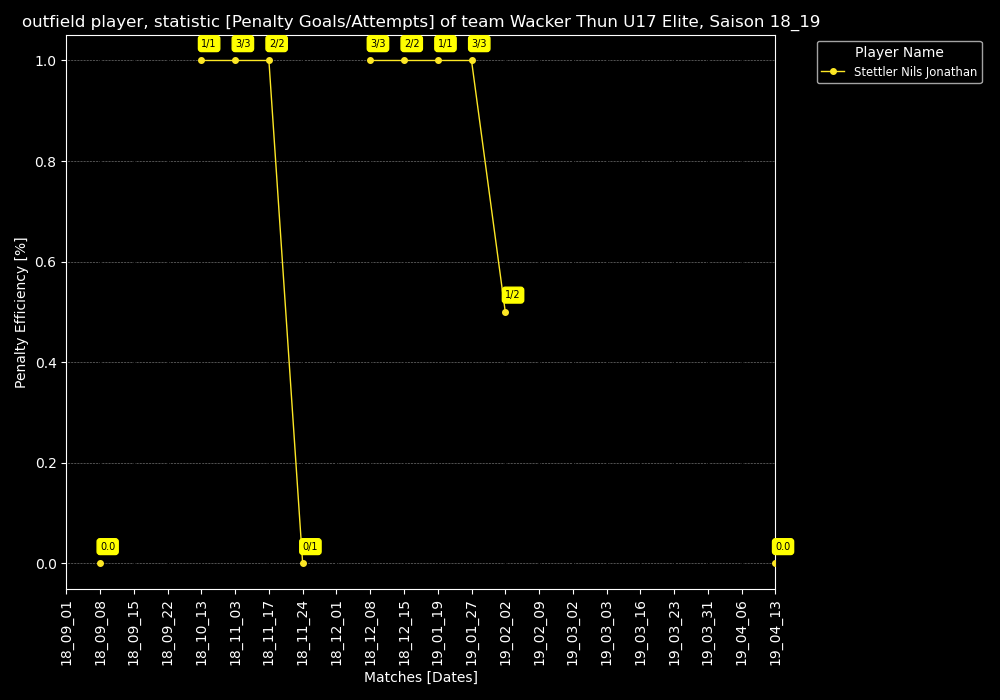 outfield player, statistic [Penalty Goals/Attempts] of team Wacker Thun U17 Elite, Saison 18_19
Player Name
Stettler Nils Jonathan
1/1 3/3 2/2 3/3 2/2 1/1 3/3
1/2
0.0 0/1 0.0
Penalty Efficiency [%]
1.0
0.8
0.6
0.4
0.2
0.0
18_09_01 18_09_08 18_09_15 18_09_22 18_10_13 18_11_03 18_11_17 18_11_24 18_12_01 18_12_08 18_12_15 19_01_19 19_01_27 19_02_02 19_02_09 19_03_02 19_03_03 19_03_16 19_03_23 19_03_31 19_04_06 19_04_13
Matches [Dates]